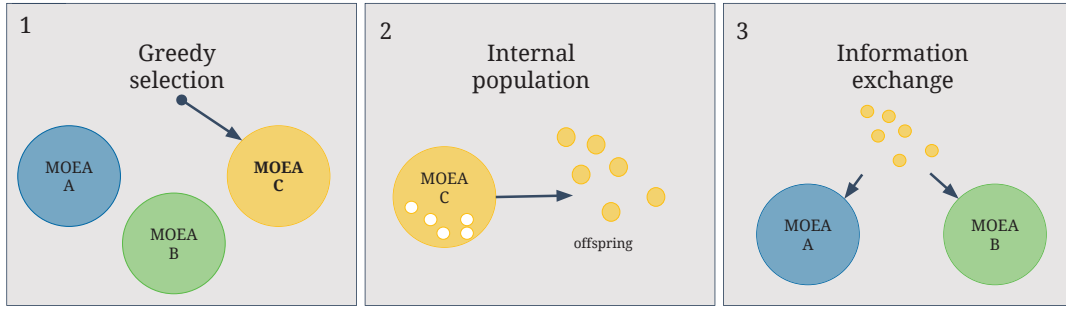 1
Greedy
selection
MOEA
A
MOEA
B
MOEA
C
2
Internal
population
MOEA
C
offspring
3
Information
exchange
MOEA
A
MOEA
B